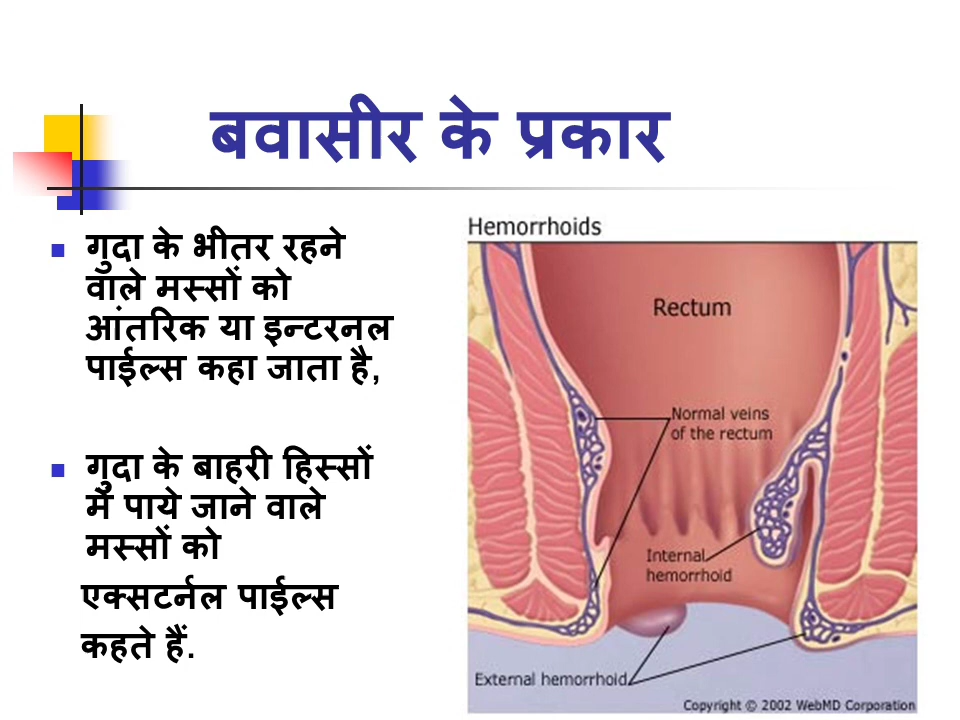 बवासीर के प्रकार
गुदा के भीतर रहने
वाले मस्सों को
आंतरिक या इन्टरनल
पाईल्स कहा जाता है,
गुदा के बाहरी हिस्सों
में पाये जाने वाले
मस्सों को
एक्सटर्नल पाईल्स
कहते हैं.
Hemorrhoids
Rectum
Normal veins
of the rectum
Internal
hemorrhoid
External hemorrhoid
Copyright © 2002 WebMD Corporation